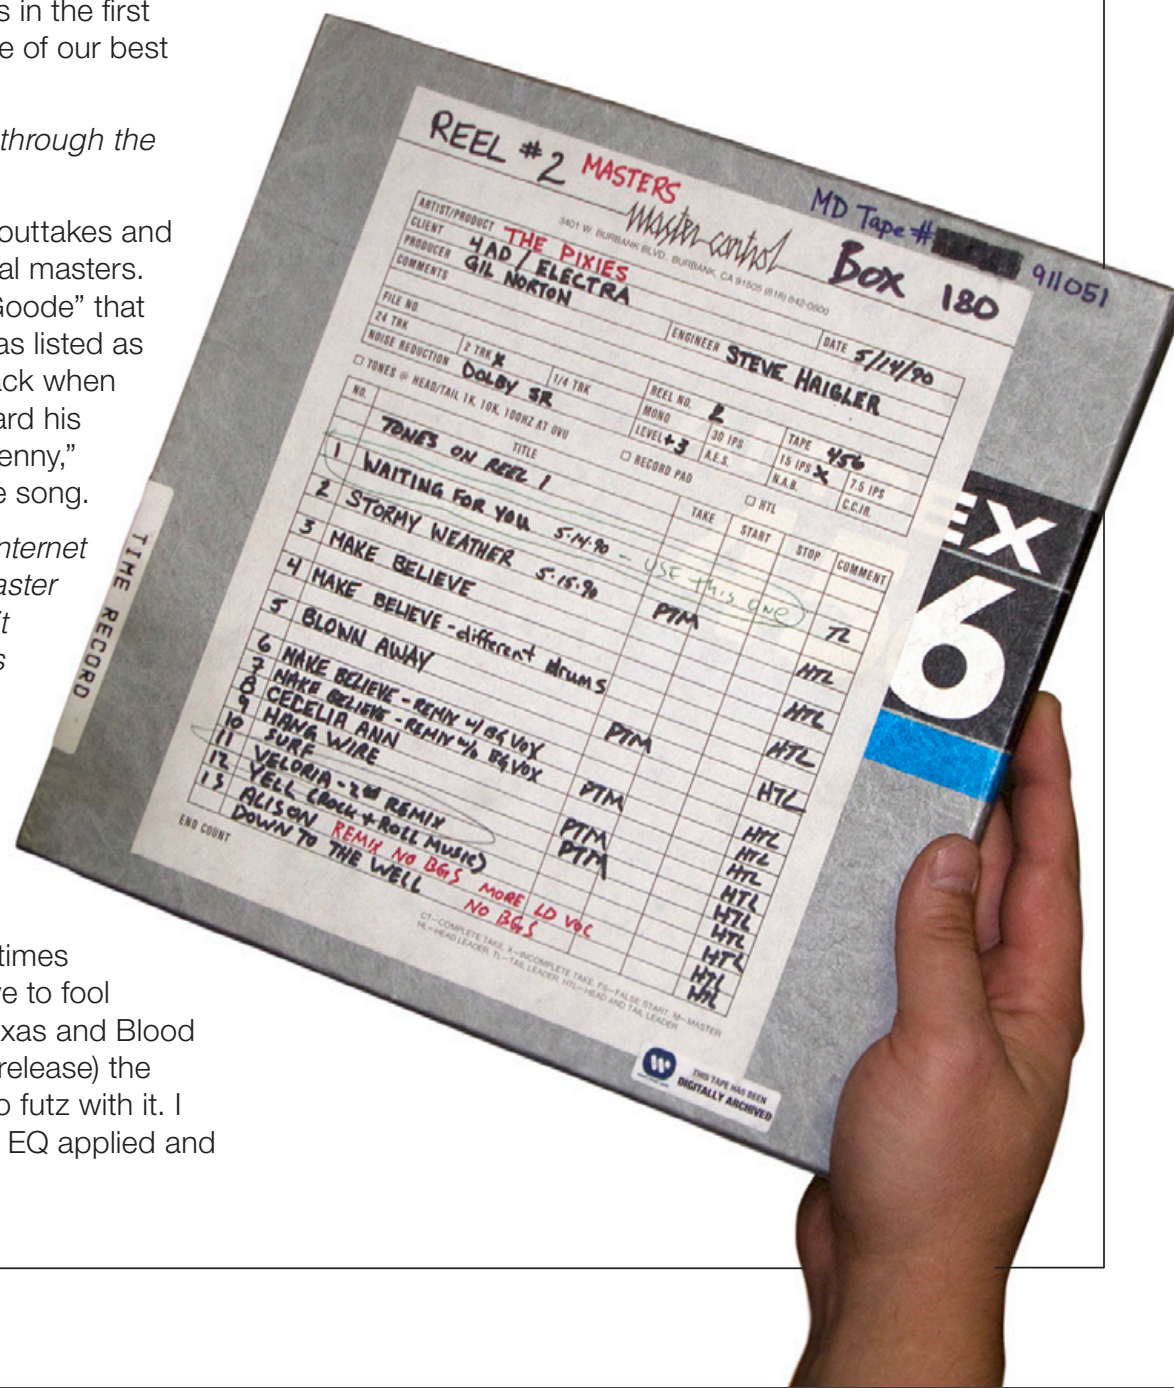 s in the first
e of our best
through the
outtakes and
al masters.
Goode” that
as listed as
ack when
ard his
enny,”
e song.
nternet
aster
it
s
times
ve to fool
exas and Blood
release) the
o futz with it. I
EQ applied and
REEL #2 MASTERS
MD Tape #
911051
Master control
BOX 180
3401 W. BURBANK BLVD., BURBANK, CA 91505 (818) 842-0800
ARTIST/PRODUCT THE PIXIES
CLIENT 4AD / ELECTRA
PRODUCER GIL NORTON
COMMENTS
ENGINEER STEVE HAIGLER
DATE 5/14/90
FILE NO.
24 TRK 2 TRK X 1/4 TRK
NOISE REDUCTION DOLBY SR
REEL NO. 2 TAPE 456
MONO 30 IPS 15 IPS X 7.5 IPS
LEVEL +3 A.E.S. N.A.B. C.C.I.R.
TONES @ HEAD/TAIL 1K, 10K, 100HZ AT OVU
RECORD PAD
HTL
NO. TITLE TAKE START STOP COMMENT
TONES ON REEL 1
1 WAITING FOR YOU 5·14·90 – USE this one TL
2 STORMY WEATHER 5·15·90 PTM HTL
3 MAKE BELIEVE HTL
4 MAKE BELIEVE - different drums HTL
5 BLOWN AWAY PTM HTL
6 MAKE BELIEVE - REMIX W/ BG VOX HTL
7 MAKE BELIEVE - REMIX W/O BG VOX PTM HTL
8 CECELIA ANN HTL
9 HANG WIRE PTM HTL
10 SURF PTM HTL
11 VELORIA - 2nd REMIX HTL
12 YELL (ROCK + ROLL MUSIC) HTL
13 ALISON REMIX NO BGS MORE LD VOC HTL
DOWN TO THE WELL NO BGS HTL
END COUNT
CT—COMPLETE TAKE, X—INCOMPLETE TAKE, FS—FALSE START, M—MASTER
HL—HEAD LEADER, TL—TAIL LEADER, HTL—HEAD AND TAIL LEADER
TIME RECORD
EX
6
THIS TAPE HAS BEEN
DIGITALLY ARCHIVED